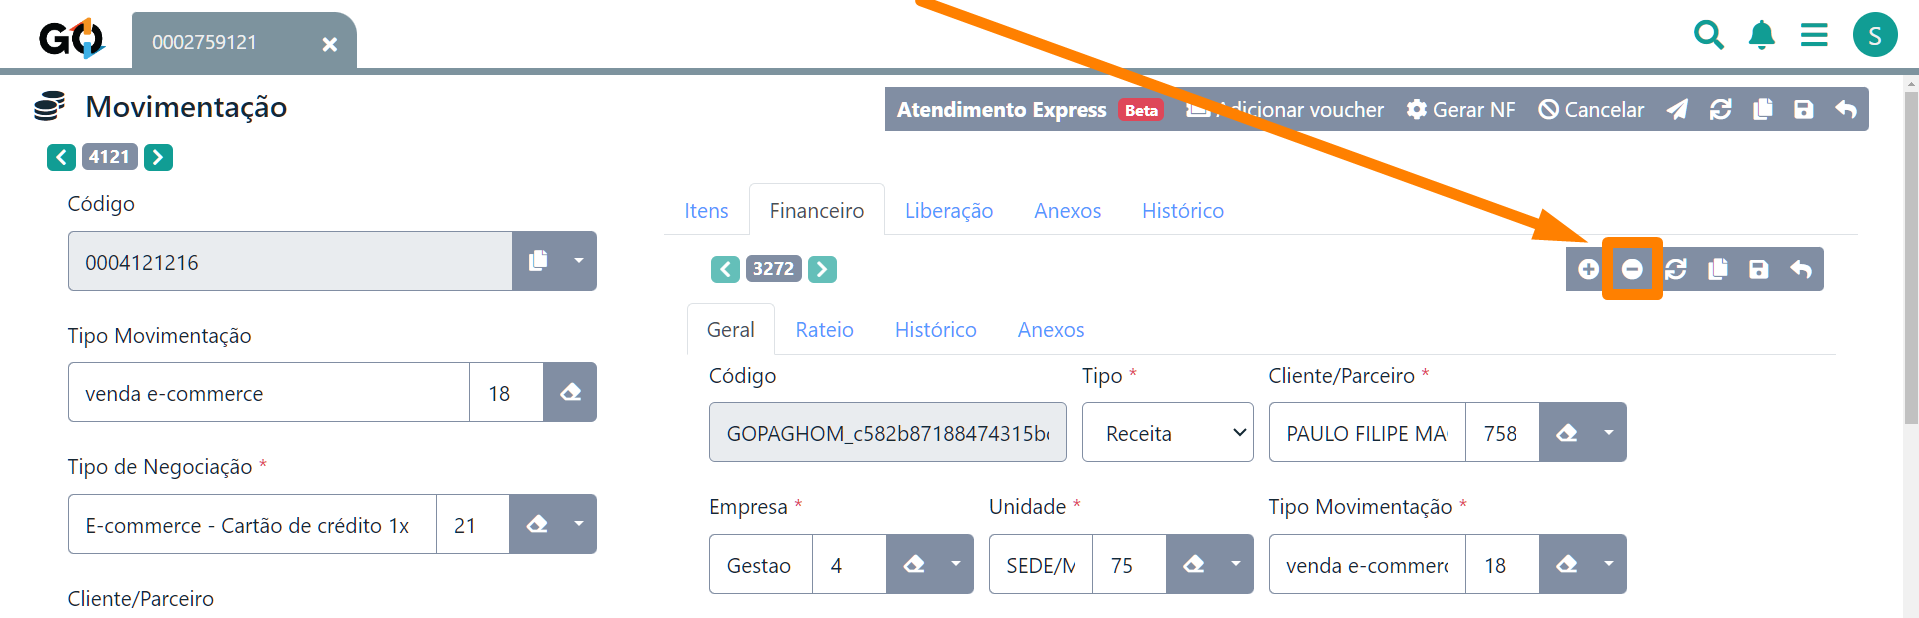 GO
0002759121
S
Movimentação
Atendimento Express Beta Adicionar voucher Gerar NF Cancelar
4121
Código
0004121216
Tipo Movimentação
venda e-commerce 18
Tipo de Negociação *
E-commerce - Cartão de crédito 1x 21
Cliente/Parceiro
Itens Financeiro Liberação Anexos Histórico
3272
Geral Rateio Histórico Anexos
Código Tipo * Cliente/Parceiro *
GOPAGHOM_c582b87188474315b Receita PAULO FILIPE MA 758
Empresa * Unidade * Tipo Movimentação *
Gestao 4 SEDE/M 75 venda e-commerc 18